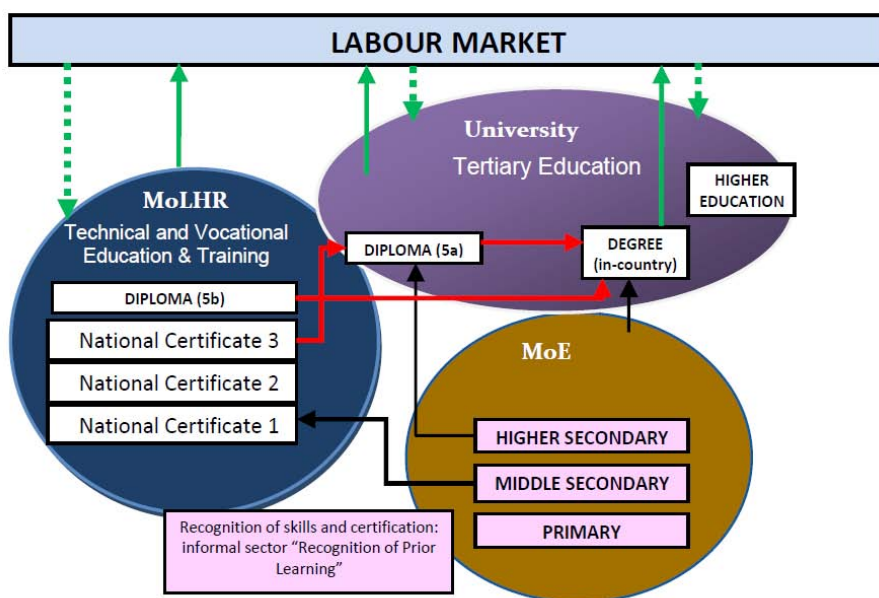 LABOUR MARKET
University
Tertiary Education
HIGHER
EDUCATION
MoLHR
Technical and Vocational
Education & Training
DIPLOMA (5a)
DEGREE
(in-country)
DIPLOMA (5b)
National Certificate 3
National Certificate 2
National Certificate 1
MoE
HIGHER SECONDARY
MIDDLE SECONDARY
PRIMARY
Recognition of skills and certification:
informal sector “Recognition of Prior
Learning”